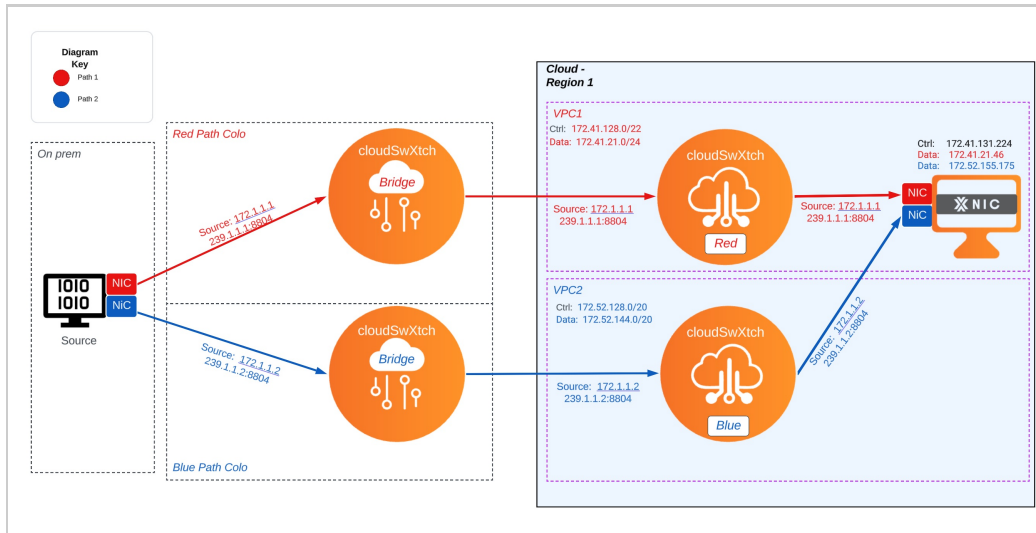 Diagram
Key
Path 1
Path 2
On prem
1010
1010
NIC
NiC
Source
Red Path Colo
cloudSwXtch
Bridge
Source: 172.1.1.1
239.1.1.1:8804
Source: 172.1.1.2
239.1.1.2:8804
cloudSwXtch
Bridge
Blue Path Colo
Cloud -
Region 1
VPC1
Ctrl: 172.41.128.0/22
Data: 172.41.21.0/24
Source: 172.1.1.1
239.1.1.1:8804
cloudSwXtch
Red
Source: 172.1.1.1
239.1.1.1:8804
Ctrl: 172.41.131.224
Data: 172.41.21.46
Data: 172.52.155.175
NIC
NiC
XNIC
VPC2
Ctrl: 172.52.128.0/20
Data: 172.52.144.0/20
Source: 172.1.1.2
239.1.1.2:8804
cloudSwXtch
Blue
Source: 172.1.1.2
239.1.1.2:8804